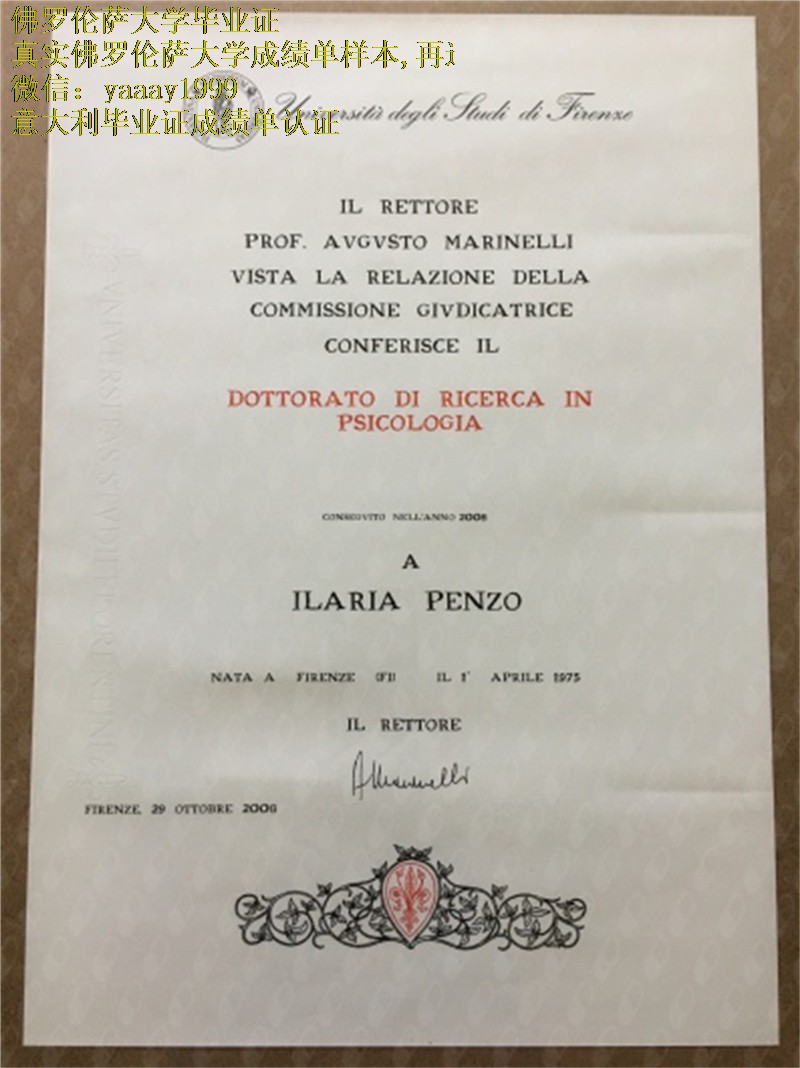 佛罗伦萨大学毕业证
真实佛罗伦萨大学成绩单样本,再
微信: yaaay1999
意大利毕业证成绩单认证
Università degli Studi di Firenze
IL RETTORE
PROF. AVGVSTO MARINELLI
VISTA LA RELAZIONE DELLA
COMMISSIONE GIVDICATRICE
CONFERISCE IL
DOTTORATO DI RICERCA IN
PSICOLOGIA
CONSEGVITO NELL'ANNO 2008
A
ILARIA PENZO
NATA A FIRENZE (FI) IL 1° APRILE 1975
IL RETTORE
FIRENZE, 29 OTTOBRE 2008